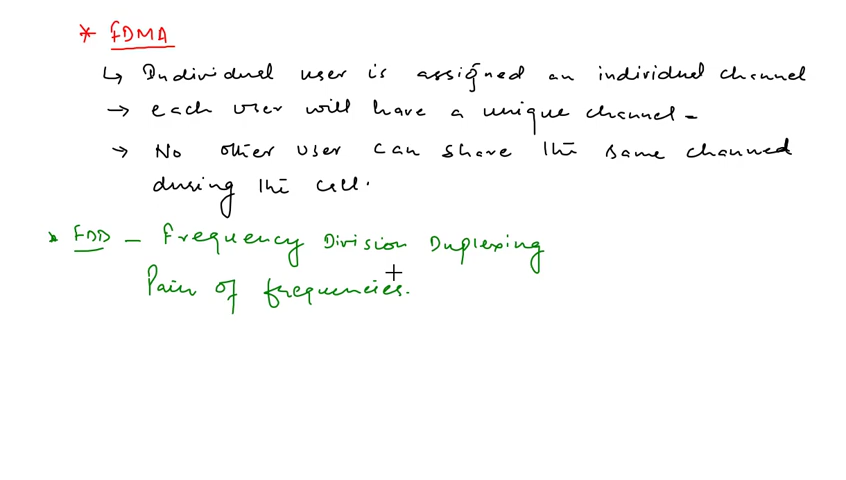 * FDMA
↳ Individual user is assigned an individual channel
→ each user will have a unique channel -
→ No other user can share the same channel
during the call.
* FDD - Frequency Division Duplexing
Pair of frequencies.